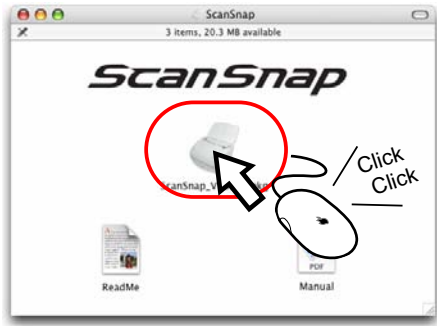 ScanSnap
3 items, 20.3 MB available
ScanSnap
Click
Click
ReadMe
PDF
Manual